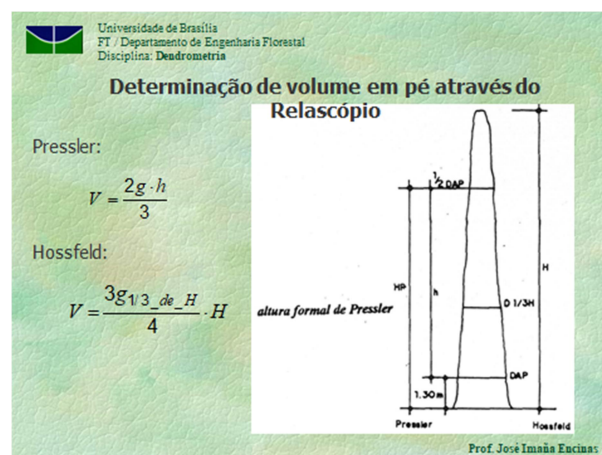 Universidade de Brasília
FT / Departamento de Engenharia Florestal
Disciplina: Dendrometria
Determinação de volume em pé através do
Relascópio
Pressler:
V = 2g·h / 3
Hossfeld:
V = 3g1/3_de_H / 4 · H
altura formal de Pressler
1/2 DAP
HP
h
H
D 1/3H
DAP
1.30m
Pressler
Hossfeld
Prof. José Imaña Encinas